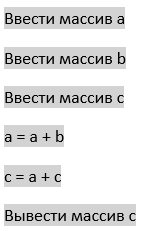 Ввести массив a
Ввести массив b
Ввести массив c
a = a + b
c = a + c
Вывести массив c